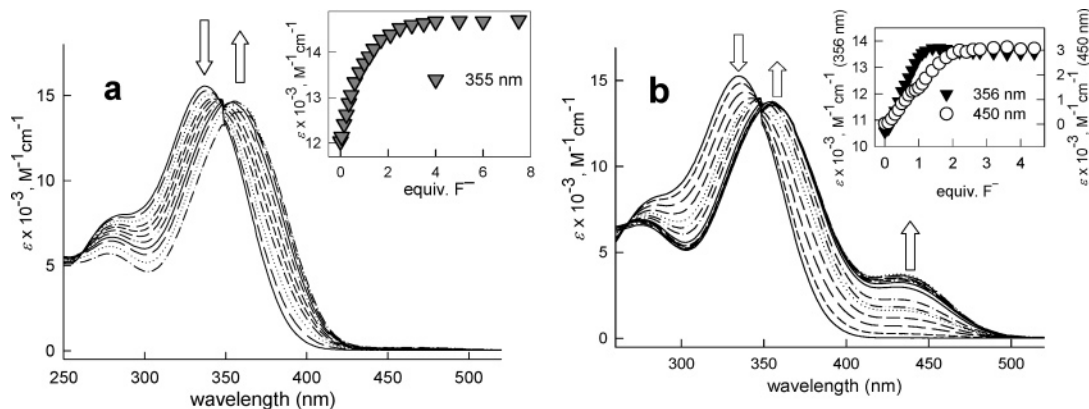 a
15
10
5
0
ε x 10⁻³, M⁻¹cm⁻¹
250 300 350 400 450 500
wavelength (nm)
14
13
12
ε x 10⁻³, M⁻¹cm⁻¹
355 nm
0 2 4 6 8
equiv. F⁻
b
15
10
5
0
ε x 10⁻³, M⁻¹cm⁻¹
300 350 400 450 500
wavelength (nm)
14
13
12
11
10
ε x 10⁻³, M⁻¹cm⁻¹ (356 nm)
356 nm
450 nm
3
2
1
0
ε x 10⁻³, M⁻¹cm⁻¹ (450 nm)
0 1 2 3 4
equiv. F⁻